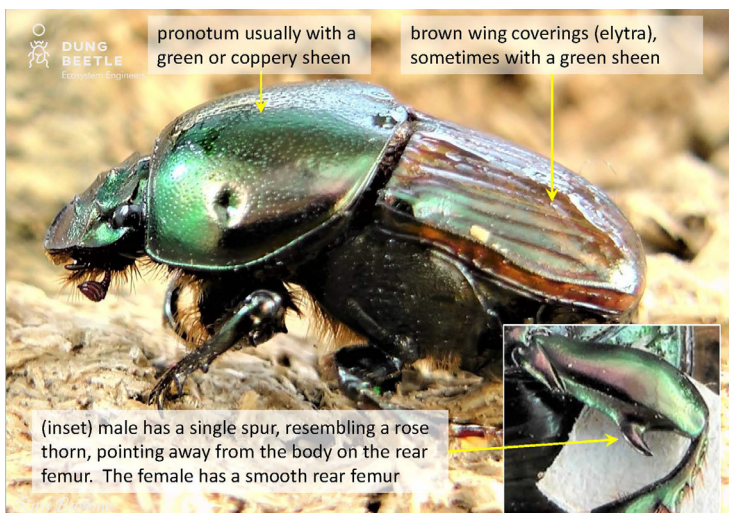 DUNG
BEETLE
Ecosystem Engineers
pronotum usually with a
green or coppery sheen
brown wing coverings (elytra),
sometimes with a green sheen
(inset) male has a single spur, resembling a rose
thorn, pointing away from the body on the rear
femur. The female has a smooth rear femur